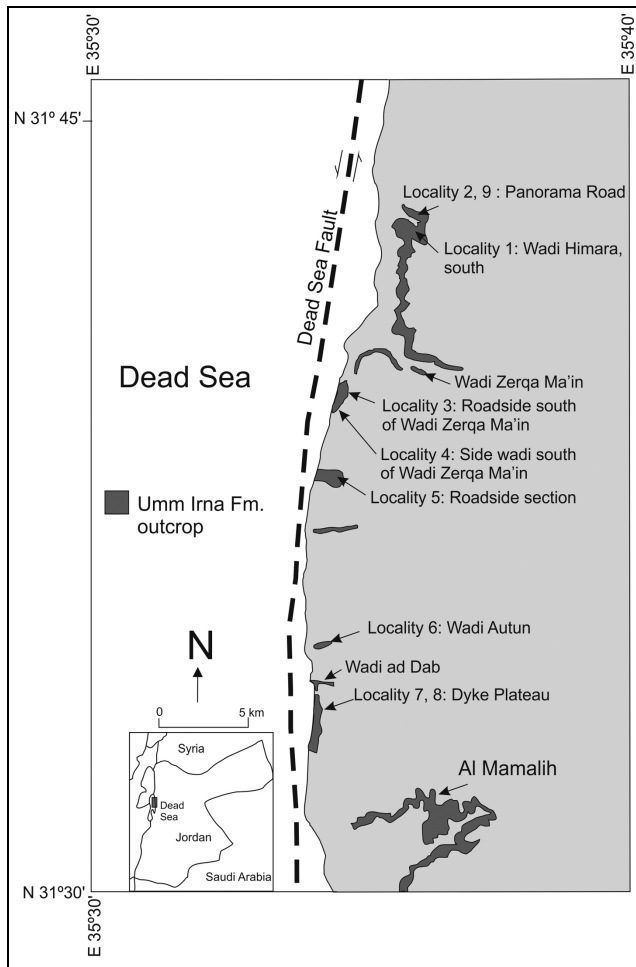 E 35º30'
E 35º40'
N 31º 45'
Locality 2, 9 : Panorama Road
Locality 1: Wadi Himara,
south
Dead Sea Fault
Dead Sea
Wadi Zerqa Ma'in
Locality 3: Roadside south
of Wadi Zerqa Ma'in
Locality 4: Side wadi south
of Wadi Zerqa Ma'in
Locality 5: Roadside section
Umm Irna Fm.
outcrop
Locality 6: Wadi Autun
N
Wadi ad Dab
Locality 7, 8: Dyke Plateau
0 5 km
Al Mamalih
Syria
Dead
Sea
Jordan
Saudi Arabia
N 31º30'
E 35º30'